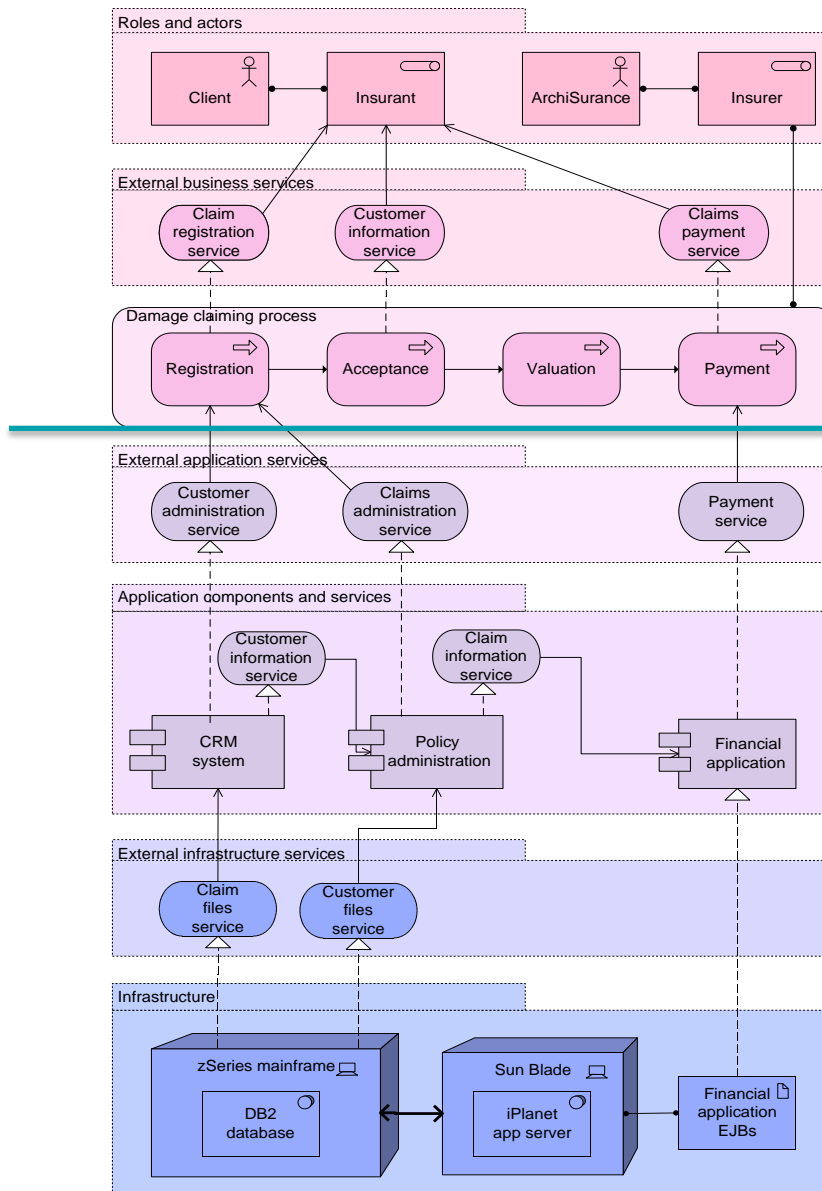 Roles and actors
Client
Insurant
ArchiSurance
Insurer
External business services
Claim
registration
service
Customer
information
service
Claims
payment
service
Damage claiming process
Registration
Acceptance
Valuation
Payment
External application services
Customer
administration
service
Claims
administration
service
Payment
service
Application components and services
Customer
information
service
Claim
information
service
CRM
system
Policy
administration
Financial
application
External infrastructure services
Claim
files
service
Customer
files
service
Infrastructure
zSeries mainframe
DB2
database
Sun Blade
iPlanet
app server
Financial
application
EJBs